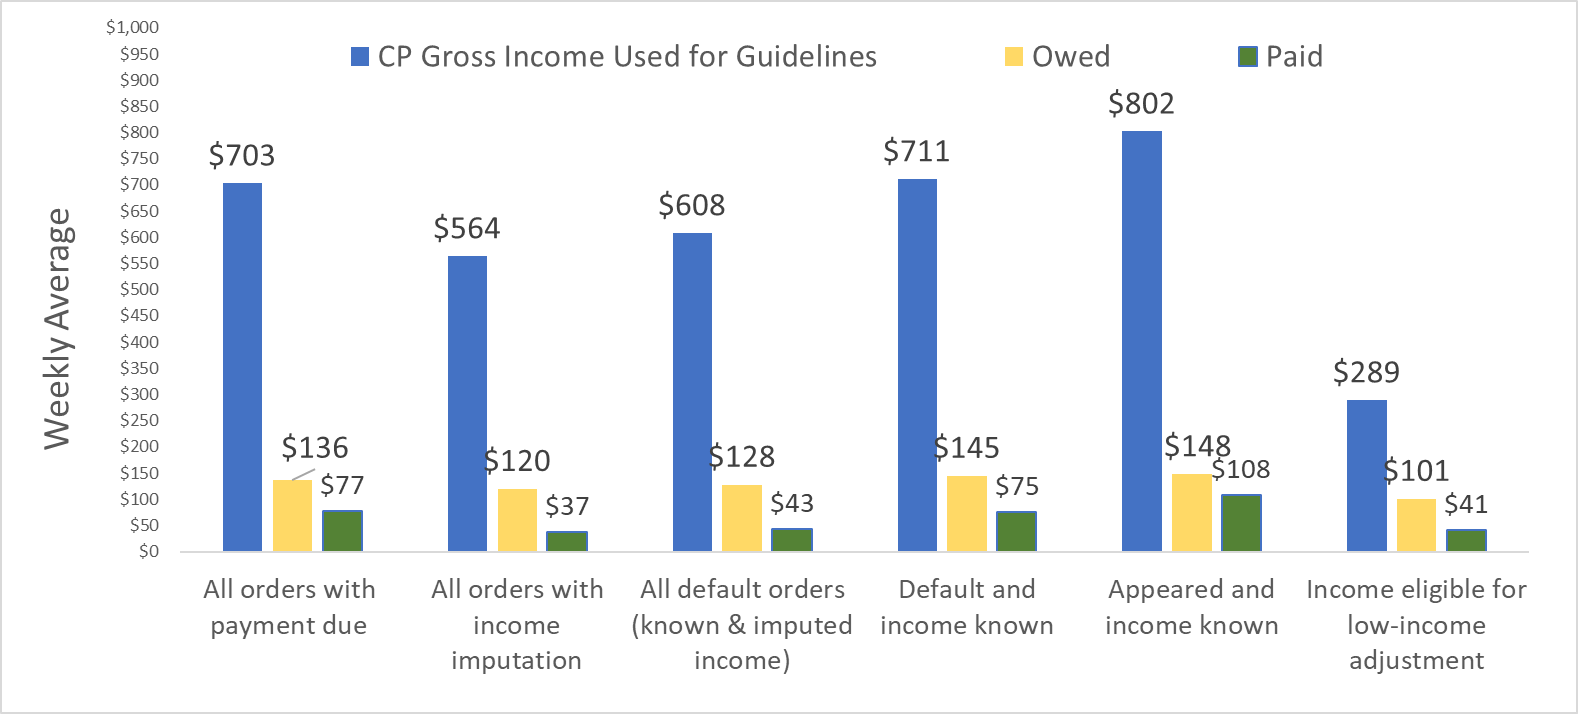 $1,000
$950
$900
$850
$800
$750
$700
$650
$600
$550
$500
$450
$400
$350
$300
$250
$200
$150
$100
$50
$0
Weekly Average
CP Gross Income Used for Guidelines
Owed
Paid
$703
$136
$77
$564
$120
$37
$608
$128
$43
$711
$145
$75
$802
$148
$108
$289
$101
$41
All orders with
payment due
All orders with
income
imputation
All default orders
(known & imputed
income)
Default and
income known
Appeared and
income known
Income eligible for
low-income
adjustment